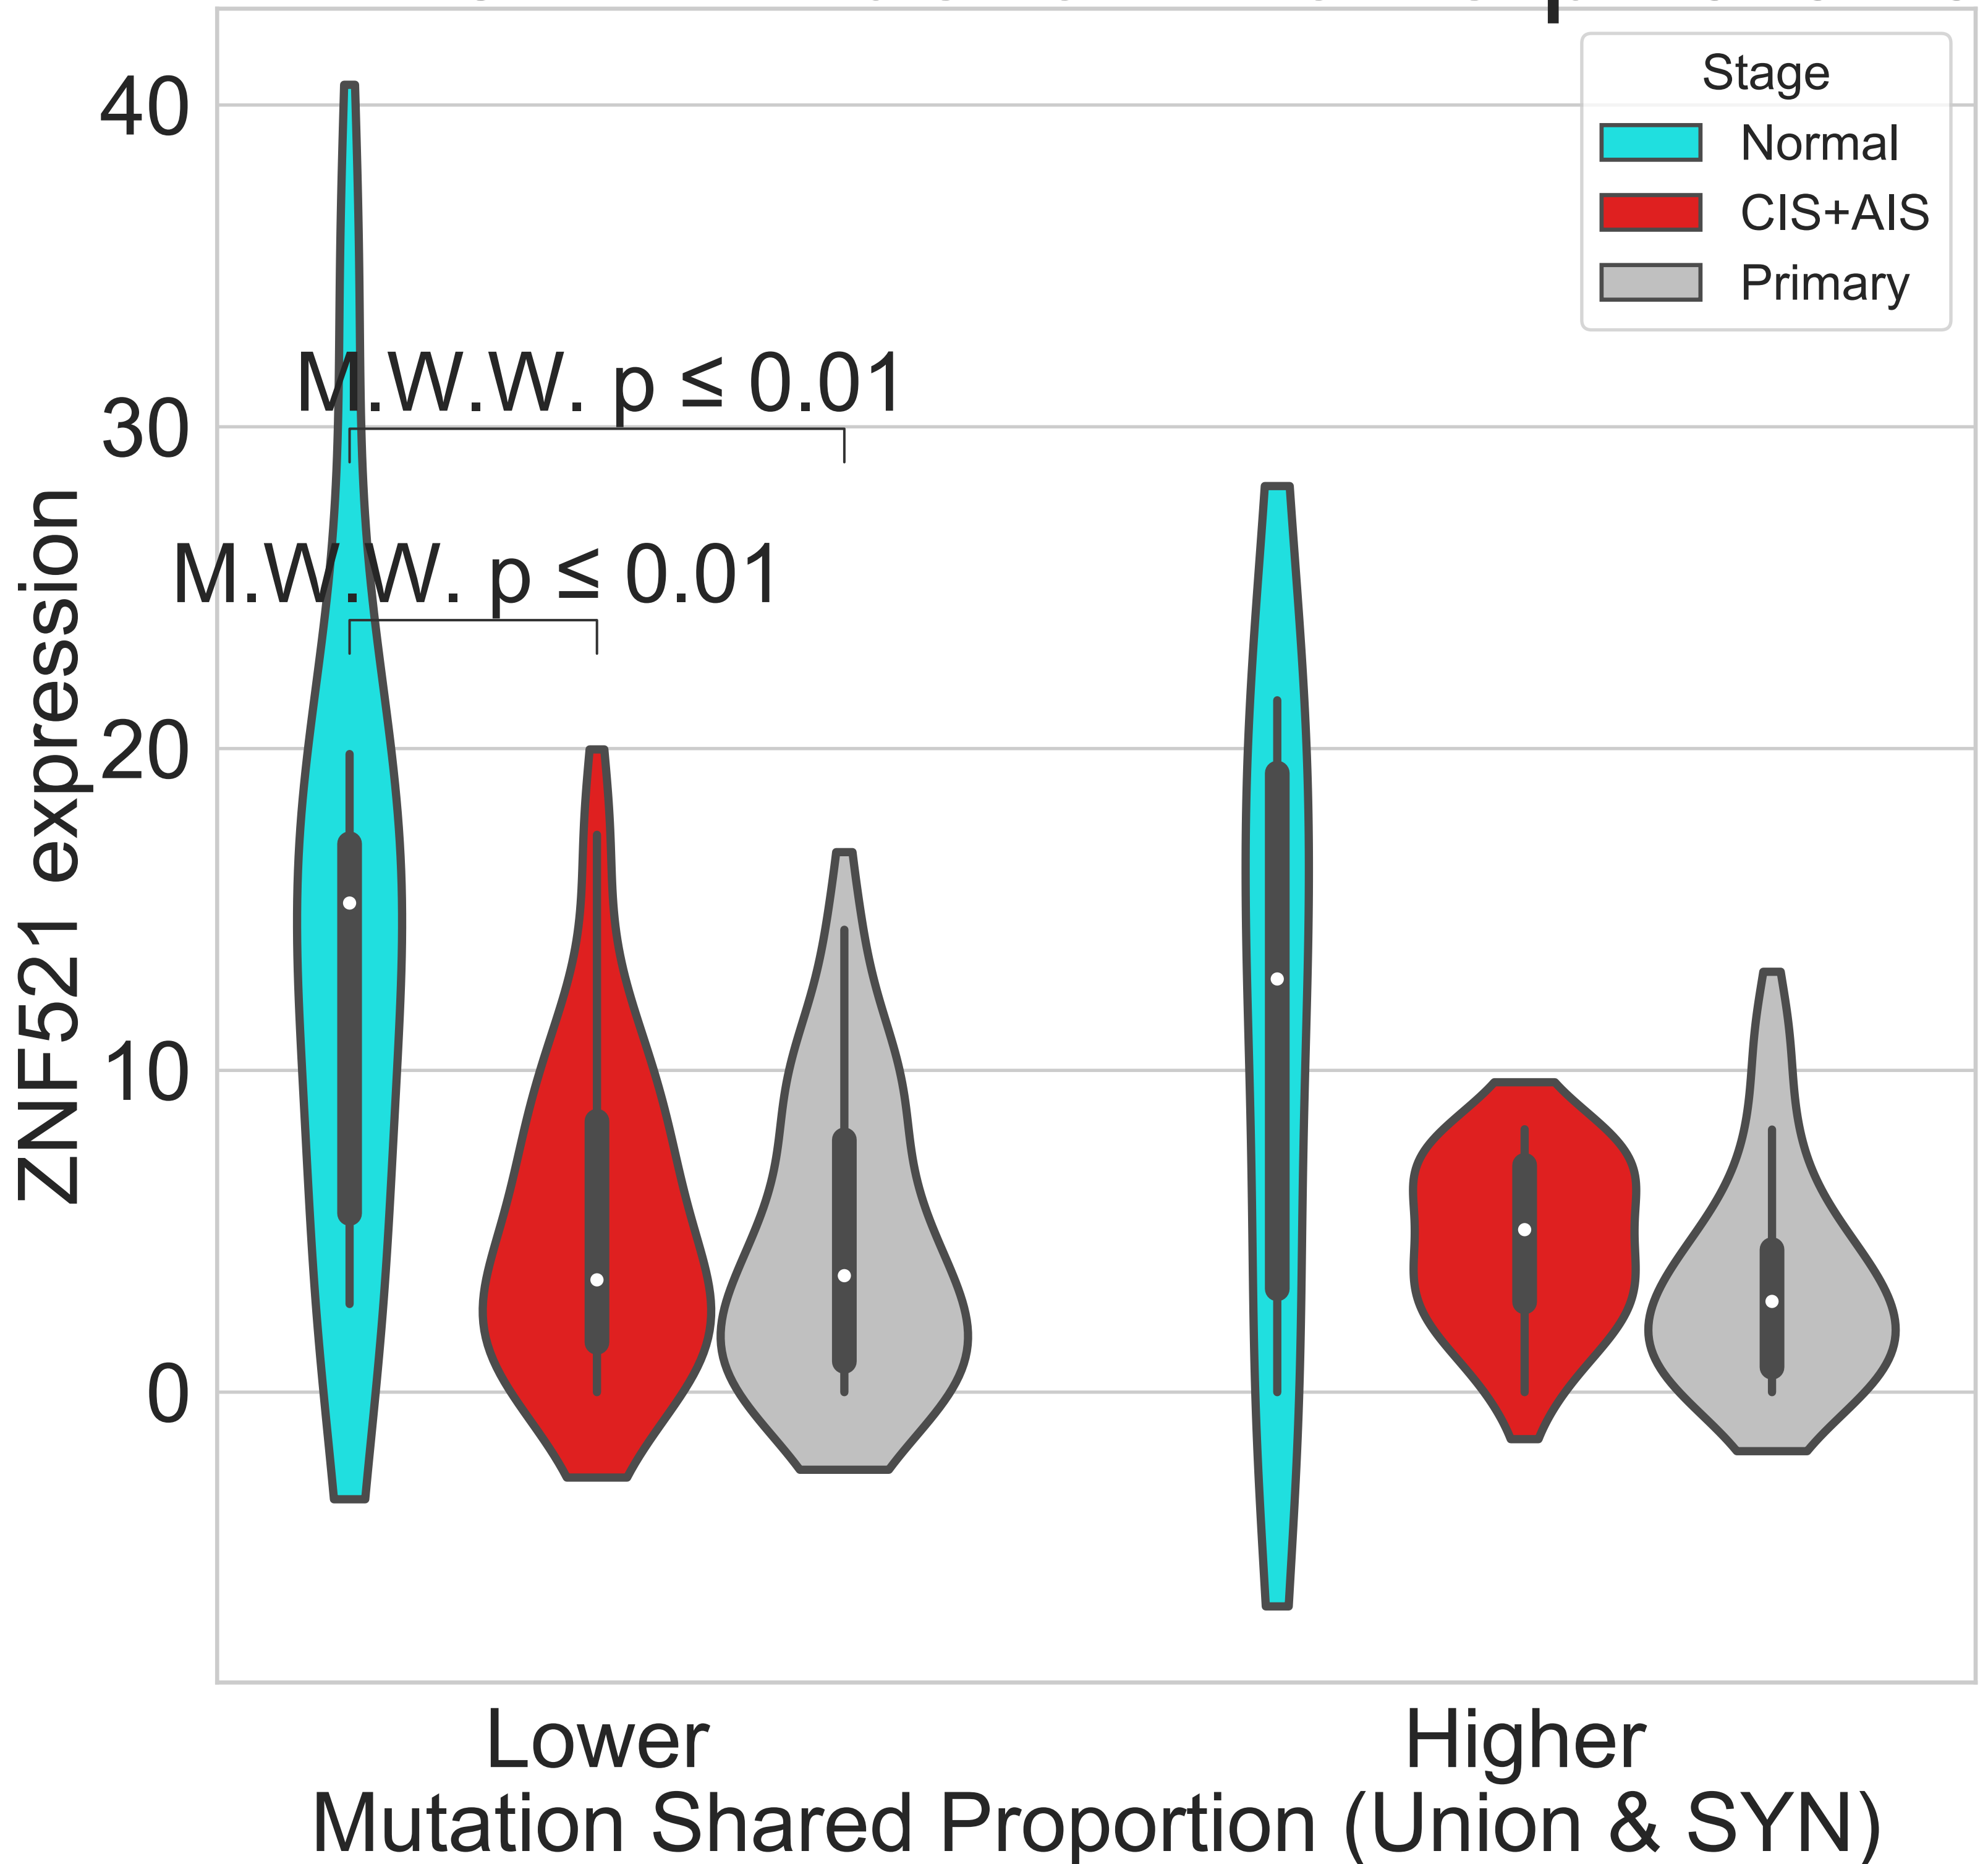 Stage
Normal
CIS+AIS
Primary
40
30
20
10
0
M.W.W. p ≤ 0.01
M.W.W. p ≤ 0.01
ZNF521 expression
Lower
Higher
Mutation Shared Proportion (Union & SYN)